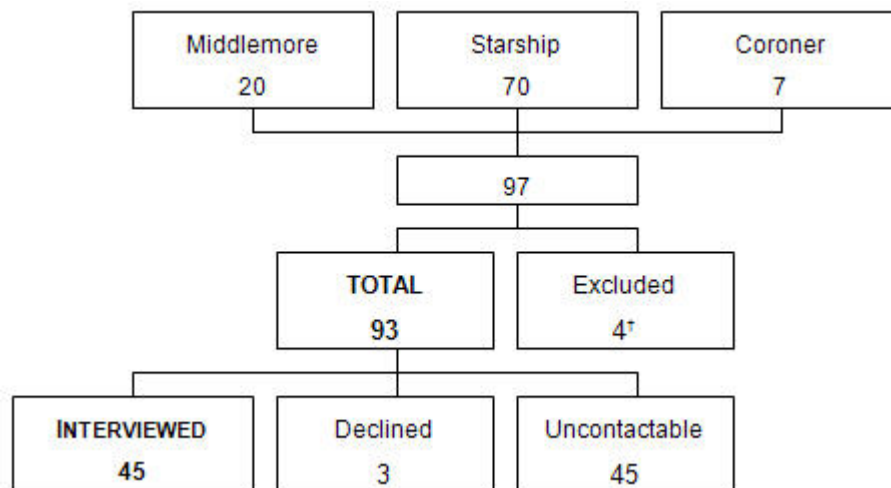 Middlemore
20
Starship
70
Coroner
7
97
TOTAL
93
Excluded
4†
INTERVIEWED
45
Declined
3
Uncontactable
45